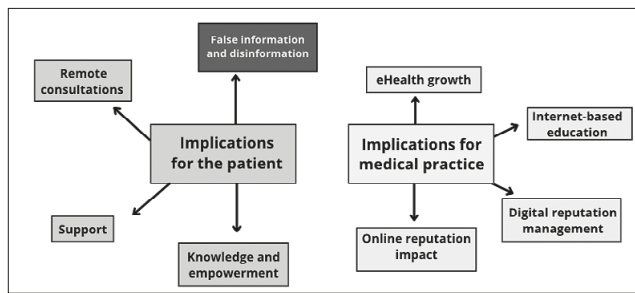 False information
and disinformation
Remote
consultations
Implications
for the patient
Support
Knowledge and
empowerment
eHealth growth
Internet-based
education
Implications for
medical practice
Digital reputation
management
Online reputation
impact